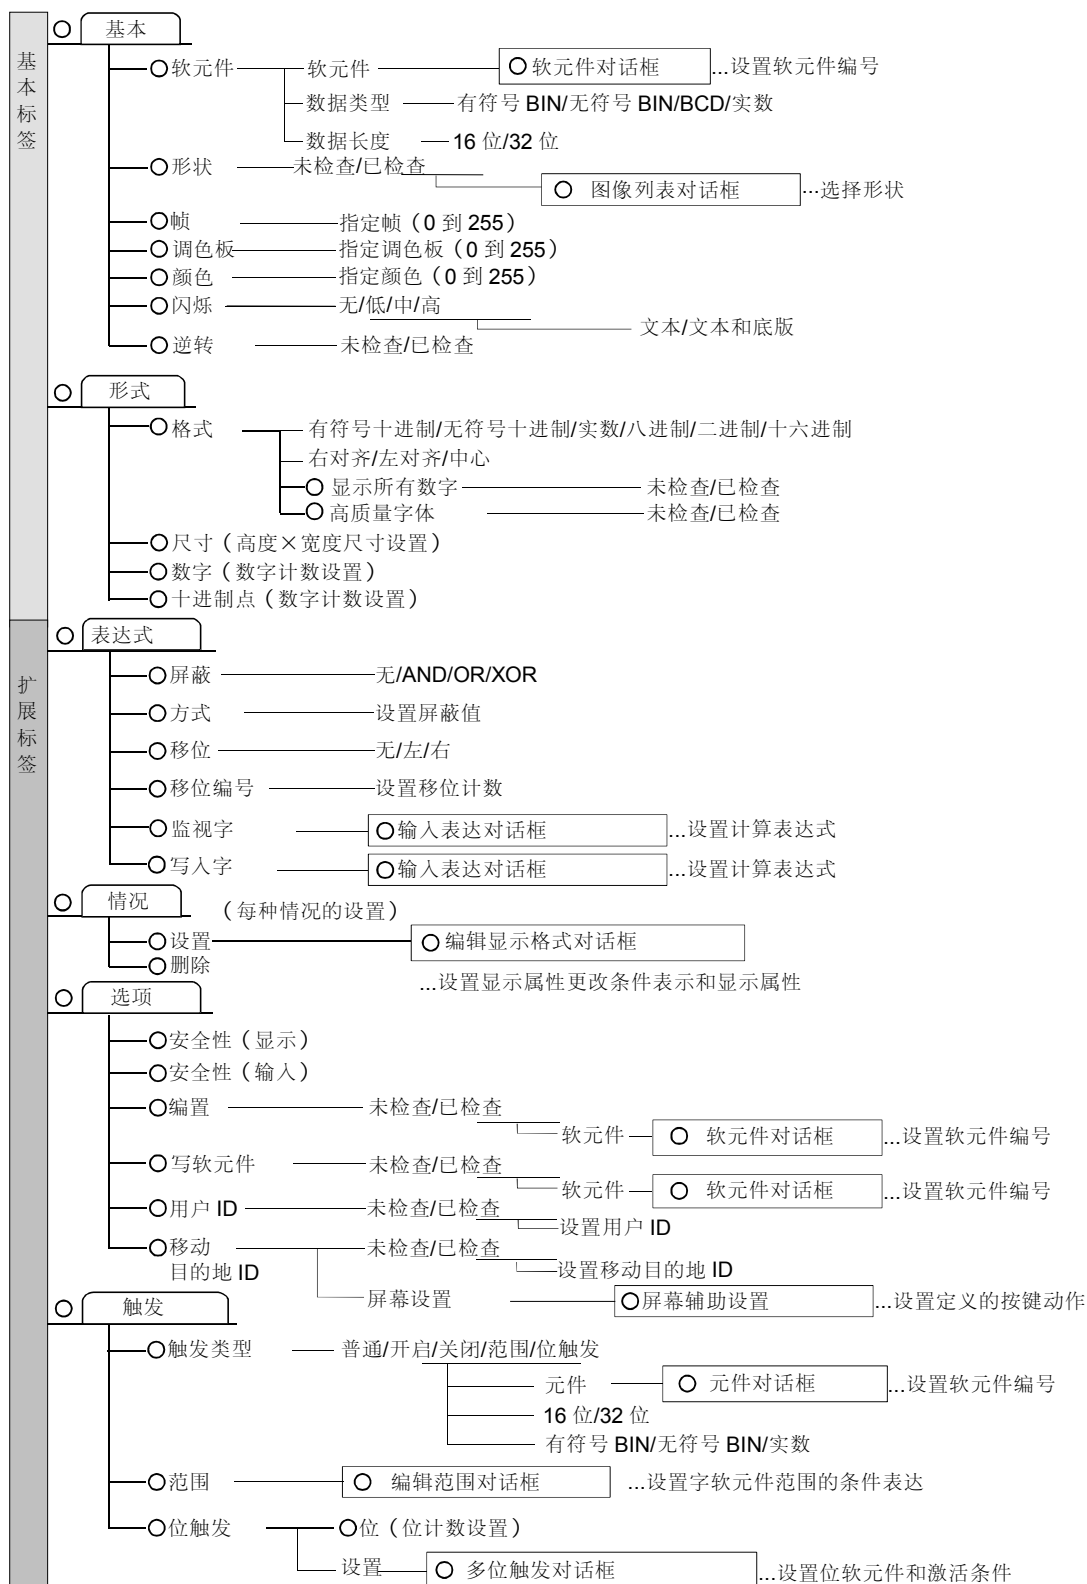 基本标签
基本
软元件 软元件 软元件对话框 ...设置软元件编号
数据类型 有符号 BIN/无符号 BIN/BCD/实数
数据长度 16 位/32 位
形状 未检查/已检查
图像列表对话框 ...选择形状
帧 指定帧（0 到 255）
调色板 指定调色板（0 到 255）
颜色 指定颜色（0 到 255）
闪烁 无/低/中/高
文本/文本和底版
逆转 未检查/已检查
形式
格式 有符号十进制/无符号十进制/实数/八进制/二进制/十六进制
右对齐/左对齐/中心
显示所有数字 未检查/已检查
高质量字体 未检查/已检查
尺寸（高度×宽度尺寸设置）
数字（数字计数设置）
十进制点（数字计数设置）
扩展标签
表达式
屏蔽 无/AND/OR/XOR
方式 设置屏蔽值
移位 无/左/右
移位编号 设置移位计数
监视字 输入表达对话框 ...设置计算表达式
写入字 输入表达对话框 ...设置计算表达式
情况 （每种情况的设置）
设置 编辑显示格式对话框
删除
...设置显示属性更改条件表示和显示属性
选项
安全性（显示）
安全性（输入）
编置 未检查/已检查
软元件 软元件对话框 ...设置软元件编号
写软元件 未检查/已检查
软元件 软元件对话框 ...设置软元件编号
用户 ID 未检查/已检查
设置用户 ID
移动 未检查/已检查
目的地 ID 设置移动目的地 ID
屏幕设置 屏幕辅助设置 ...设置定义的按键动作
触发
触发类型 普通/开启/关闭/范围/位触发
元件 元件对话框 ...设置软元件编号
16 位/32 位
有符号 BIN/无符号 BIN/实数
范围 编辑范围对话框 ...设置字软元件范围的条件表达
位触发 位（位计数设置）
设置 多位触发对话框 ...设置位软元件和激活条件